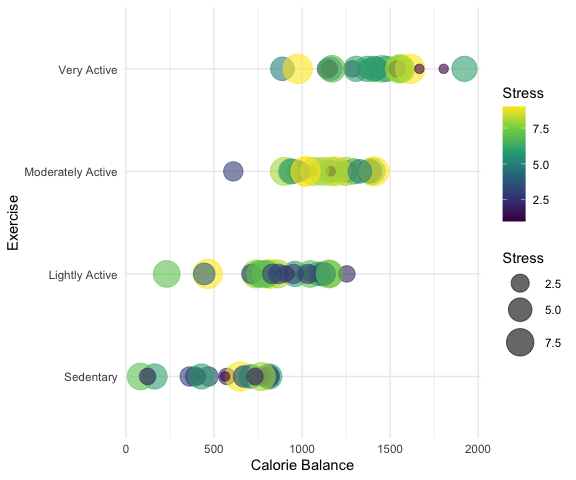 Very Active
Moderately Active
Lightly Active
Sedentary
Exercise
0
500
1000
1500
2000
Calorie Balance
Stress
7.5
5.0
2.5
Stress
2.5
5.0
7.5